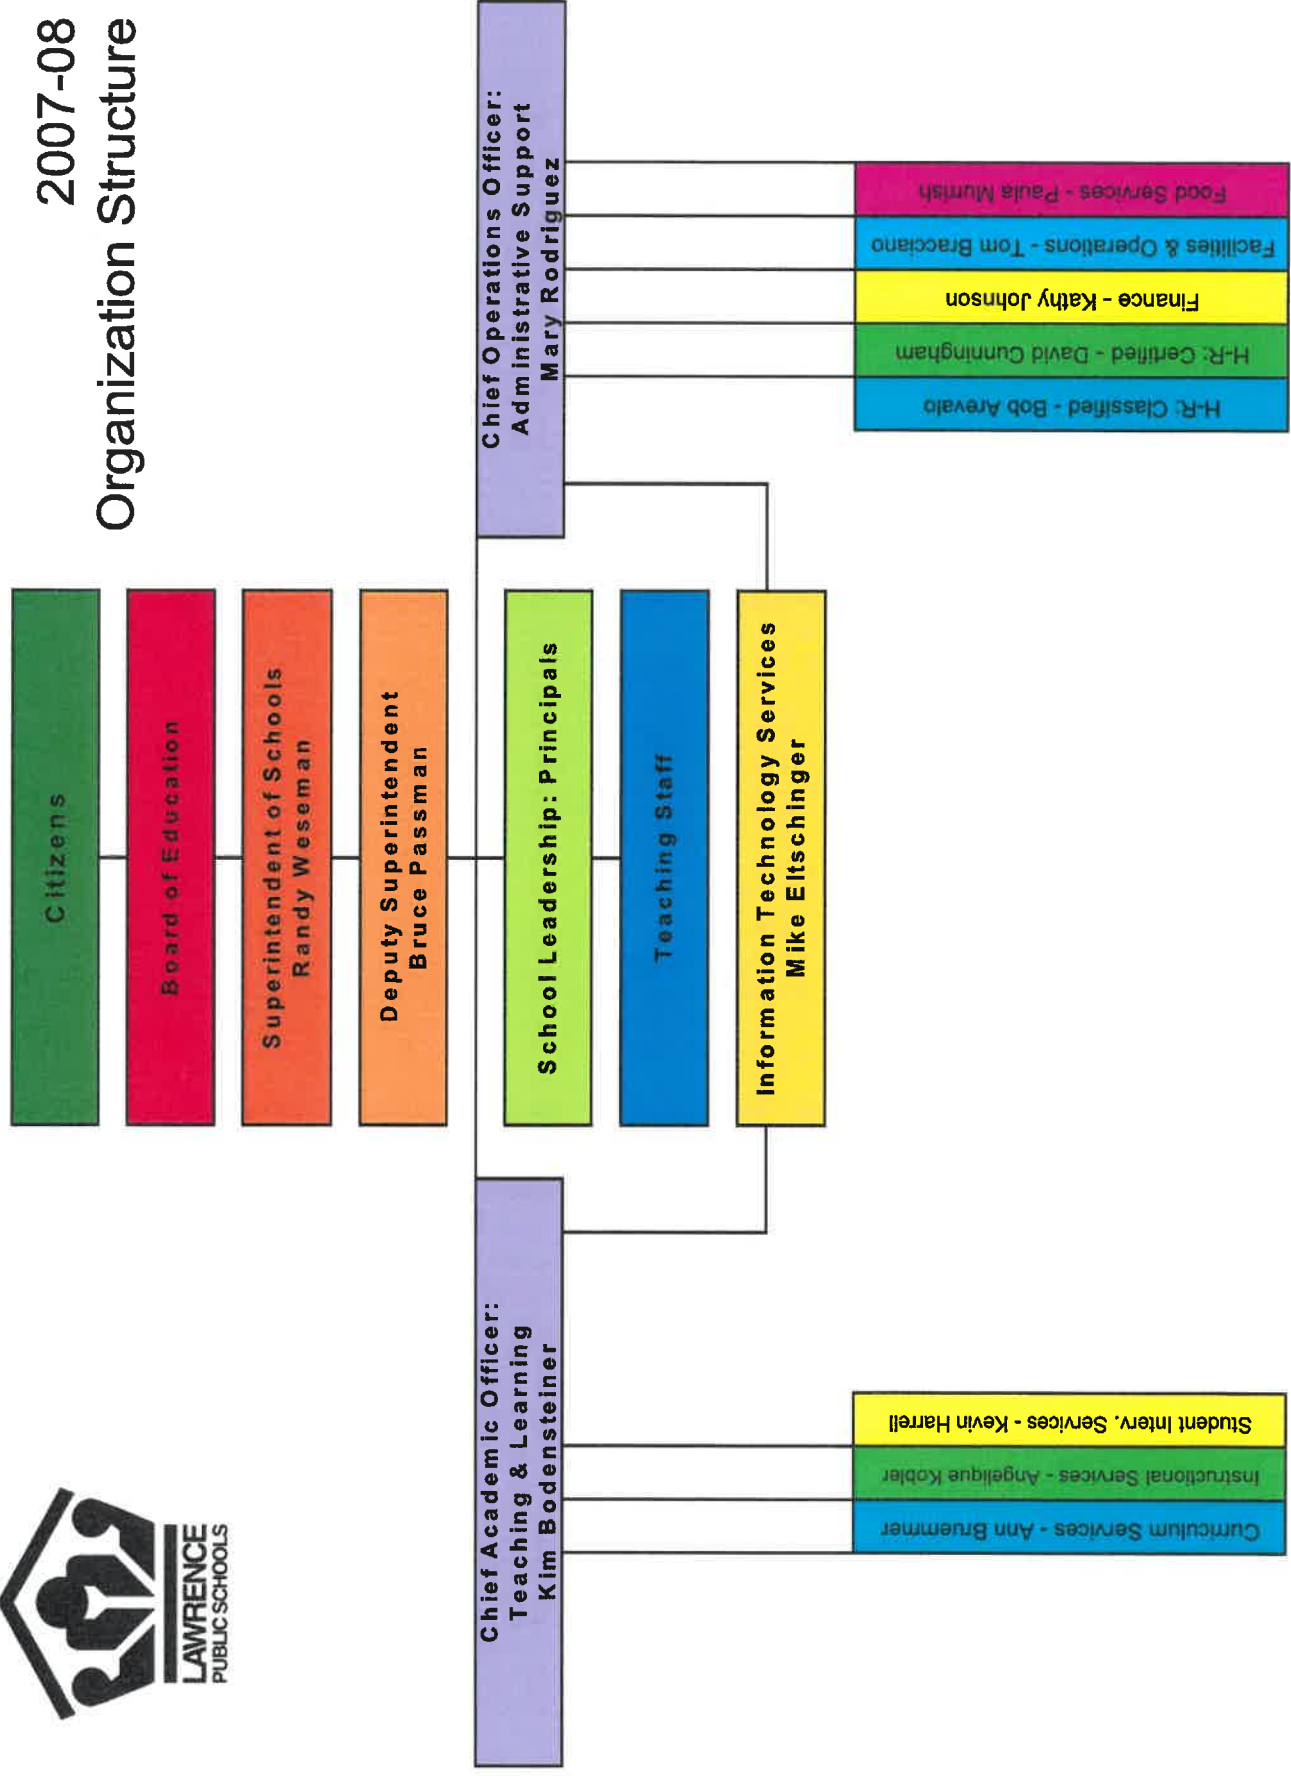 LAWRENCE
PUBLIC SCHOOLS
2007-08
Organization Structure
Citizens
Board of Education
Superintendent of Schools
Randy Weseman
Deputy Superintendent
Bruce Passman
Chief Academic Officer:
Teaching & Learning
Kim Bodensteiner
School Leadership: Principals
Chief Operations Officer:
Administrative Support
Mary Rodriguez
Teaching Staff
Information Technology Services
Mike Eltschinger
Curriculum Services - Ann Bruemmer
Instructional Services - Angelique Kobler
Student Interv. Services - Kevin Harrell
H-R: Classified - Bob Arevalo
H-R: Certified - David Cunningham
Finance - Kathy Johnson
Facilities & Operations - Tom Bracciano
Food Services - Paula Murrish